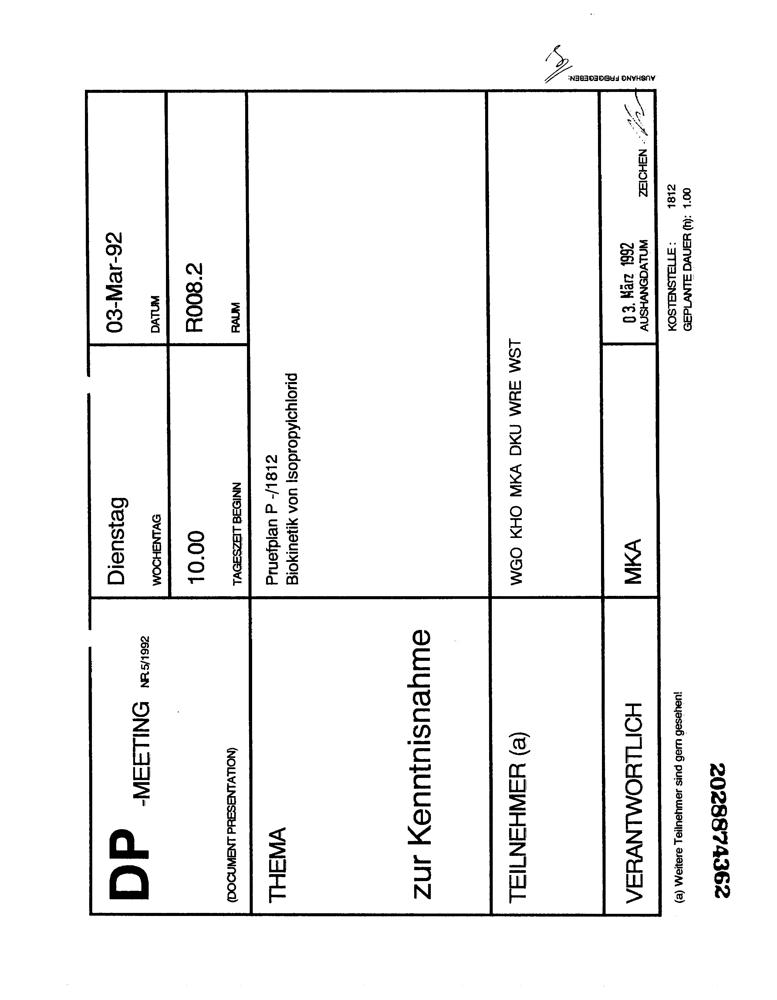 AUSHANG FREIGEGEBEN:
DP -MEETING NR.5/1992
(DOCUMENT PRESENTATION)
Dienstag
WOCHENTAG
03-Mar-92
DATUM
10.00
TAGESZEIT BEGINN
R008.2
RAUM
THEMA
Pruefplan P -/1812
Biokinetik von Isopropylchlorid
zur Kenntnisnahme
TEILNEHMER (a)
WGO KHO MKA DKU WRE WST
VERANTWORTLICH
MKA
03. März 1992
AUSHANGDATUM
ZEICHEN
(a) Weitere Teilnehmer sind gern gesehen!
KOSTENSTELLE: 1812
GEPLANTE DAUER (h): 1.00
2028874362